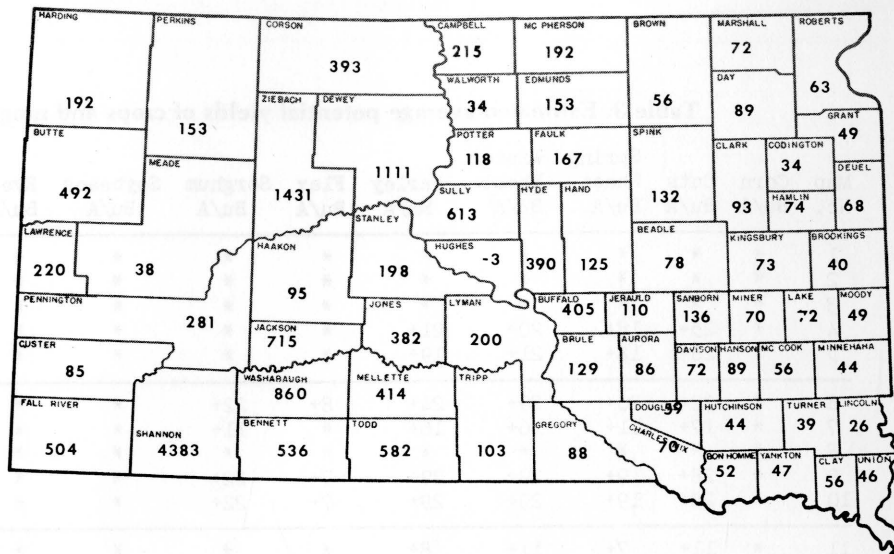 HARDING
192
PERKINS
153
CORSON
393
CAMPBELL
215
MC PHERSON
192
BROWN
56
MARSHALL
72
ROBERTS
63
WALWORTH
34
EDMUNDS
153
DAY
89
GRANT
49
BUTTE
492
MEADE
38
ZIEBACH
1431
DEWEY
1111
POTTER
118
FAULK
167
SPINK
132
CLARK
93
CODINGTON
34
HAMLIN
74
DEUEL
68
SULLY
613
HYDE
390
HAND
125
BEADLE
78
KINGSBURY
73
BROOKINGS
40
LAWRENCE
220
HAAKON
95
STANLEY
198
HUGHES
-3
PENNINGTON
281
JACKSON
715
JONES
382
LYMAN
200
BUFFALO
405
JERAULD
110
SANBORN
136
MINER
70
LAKE
72
MOODY
49
CUSTER
85
BRULE
129
AURORA
86
DAVISON
72
HANSON
89
MC COOK
56
MINNEHAHA
44
FALL RIVER
504
SHANNON
4383
WASHABAUGH
860
MELLETTE
414
TRIPP
103
BENNETT
536
TODD
582
GREGORY
88
DOUGLAS
59
CHARLES MIX
70
HUTCHINSON
44
TURNER
39
LINCOLN
26
BON HOMME
52
YANKTON
47
CLAY
56
UNION
46